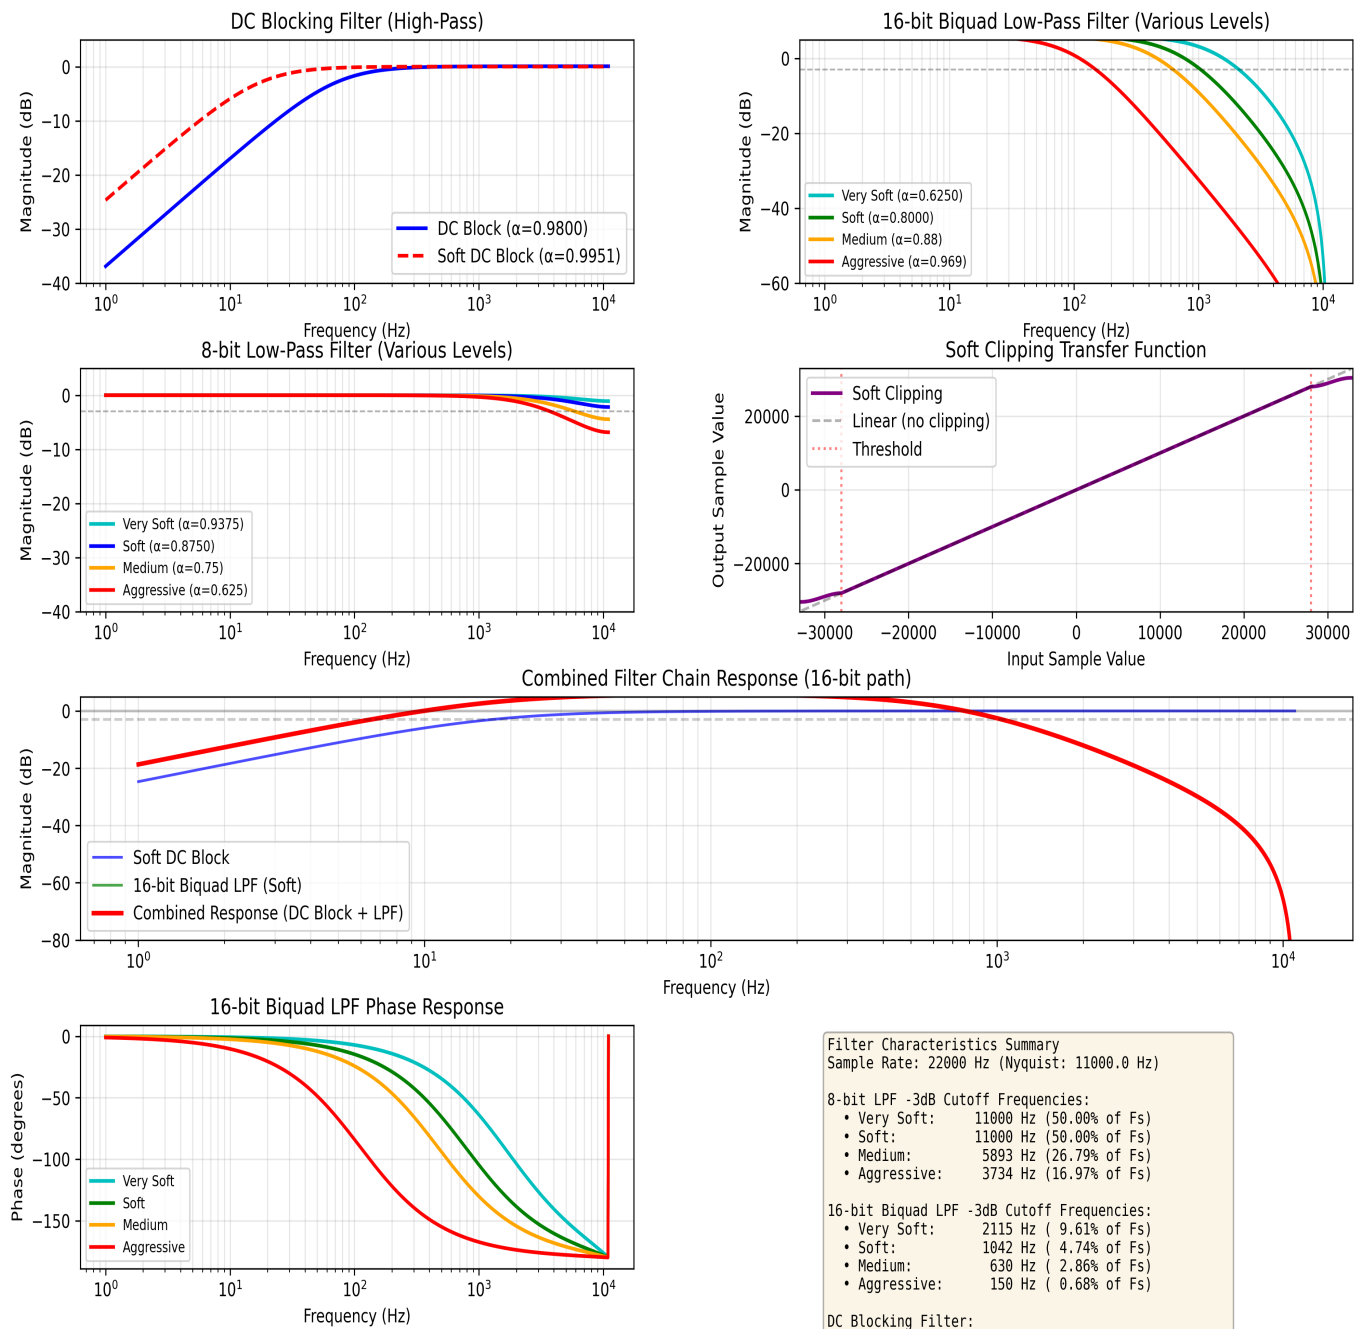 DC Blocking Filter (High-Pass)
Magnitude (dB)
0
−10
−20
−30
−40
10⁰
10¹
10²
10³
10⁴
Frequency (Hz)
DC Block (α=0.9800)
Soft DC Block (α=0.9951)
16-bit Biquad Low-Pass Filter (Various Levels)
Magnitude (dB)
0
−20
−40
−60
10⁰
10¹
10²
10³
10⁴
Frequency (Hz)
Very Soft (α=0.6250)
Soft (α=0.8000)
Medium (α=0.88)
Aggressive (α=0.969)
8-bit Low-Pass Filter (Various Levels)
Magnitude (dB)
0
−10
−20
−30
−40
10⁰
10¹
10²
10³
10⁴
Frequency (Hz)
Very Soft (α=0.9375)
Soft (α=0.8750)
Medium (α=0.75)
Aggressive (α=0.625)
Soft Clipping Transfer Function
Output Sample Value
20000
0
−20000
−30000
−20000
−10000
0
10000
20000
30000
Input Sample Value
Soft Clipping
Linear (no clipping)
Threshold
Combined Filter Chain Response (16-bit path)
Magnitude (dB)
0
−20
−40
−60
−80
10⁰
10¹
10²
10³
10⁴
Frequency (Hz)
Soft DC Block
16-bit Biquad LPF (Soft)
Combined Response (DC Block + LPF)
16-bit Biquad LPF Phase Response
Phase (degrees)
0
−50
−100
−150
10⁰
10¹
10²
10³
10⁴
Frequency (Hz)
Very Soft
Soft
Medium
Aggressive
Filter Characteristics Summary
Sample Rate: 22000 Hz (Nyquist: 11000.0 Hz)
8-bit LPF -3dB Cutoff Frequencies:
• Very Soft: 11000 Hz (50.00% of Fs)
• Soft: 11000 Hz (50.00% of Fs)
• Medium: 5893 Hz (26.79% of Fs)
• Aggressive: 3734 Hz (16.97% of Fs)
16-bit Biquad LPF -3dB Cutoff Frequencies:
• Very Soft: 2115 Hz ( 9.61% of Fs)
• Soft: 1042 Hz ( 4.74% of Fs)
• Medium: 630 Hz ( 2.86% of Fs)
• Aggressive: 150 Hz ( 0.68% of Fs)
DC Blocking Filter: